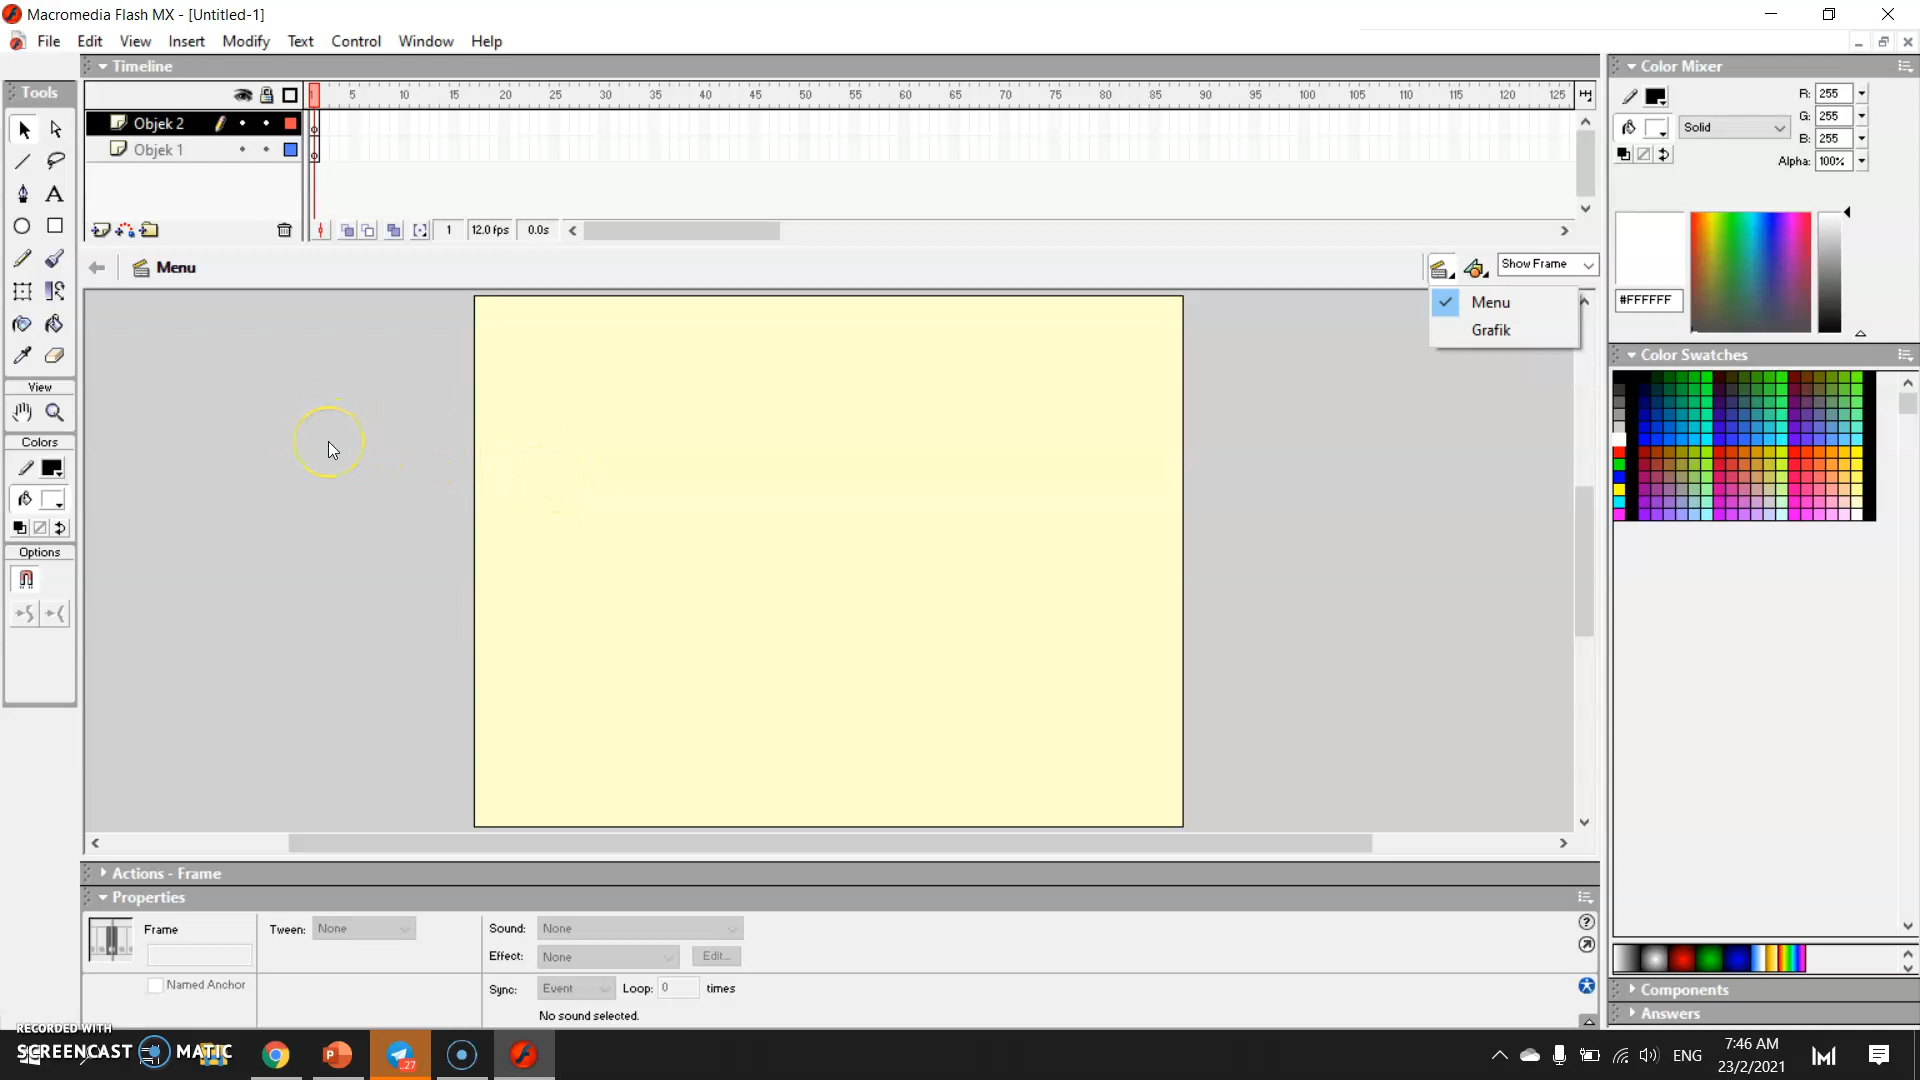 Macromedia Flash MX - [Untitled-1]
File Edit View Insert Modify Text Control Window Help
Timeline
Color Mixer
Tools
1 5 10 15 20 25 30 35 40 45 50 55 60 65 70 75 80 85 90 95 100 105 110 115 120 125
R: 255
G: 255
B: 255
Alpha: 100%
Solid
Objek 2
Objek 1
1 12.0 fps 0.0s
Menu
Show Frame
Menu
Grafik
#FFFFFF
Color Swatches
View
Colors
Options
Actions - Frame
Properties
Frame
Tween: None
Sound: None
Effect: None Edit...
Named Anchor
Sync: Event Loop: 0 times
No sound selected.
Components
Answers
RECORDED WITH
SCREENCAST MATIC
27
ENG
7:46 AM
23/2/2021